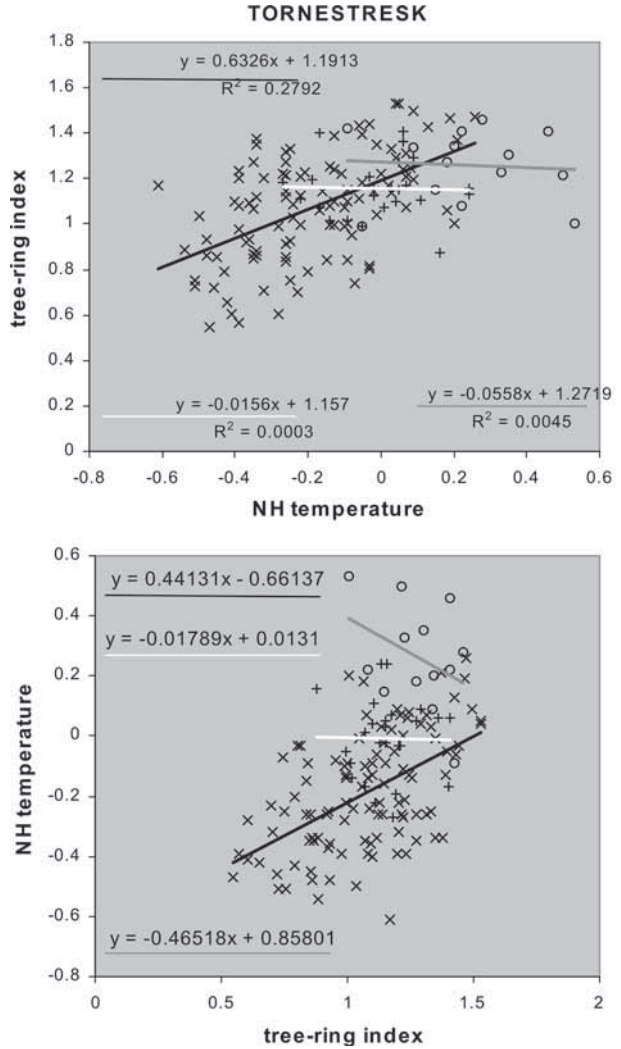 TORNESTRESK
1.8
1.6
1.4
1.2
1
0.8
0.6
0.4
0.2
0
y = 0.6326x + 1.1913
R² = 0.2792
y = -0.0156x + 1.157
R² = 0.0003
y = -0.0558x + 1.2719
R² = 0.0045
tree-ring index
-0.8 -0.6 -0.4 -0.2 0 0.2 0.4 0.6
NH temperature
0.6
0.4
0.2
0
-0.2
-0.4
-0.6
-0.8
y = 0.44131x - 0.66137
y = -0.01789x + 0.0131
y = -0.46518x + 0.85801
NH temperature
0 0.5 1 1.5 2
tree-ring index